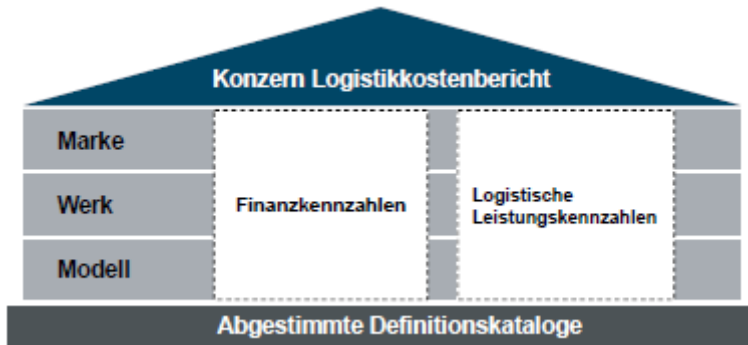 Konzern Logistikkostenbericht
Marke
Werk
Modell
Finanzkennzahlen
Logistische
Leistungskennzahlen
Abgestimmte Definitionskataloge